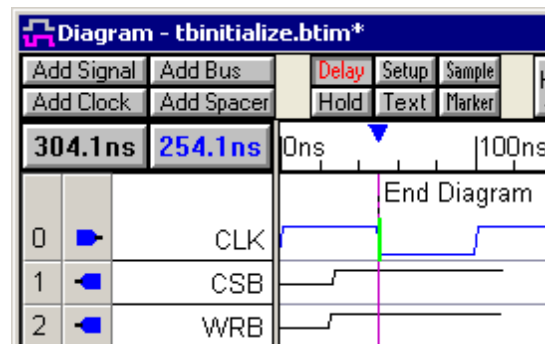 Diagram - tbinitialize.btim*
Add Signal Add Bus Delay Setup Sample
Add Clock Add Spacer Hold Text Marker
304.1ns 254.1ns 0ns 100ns
End Diagram
0 CLK
1 CSB
2 WRB